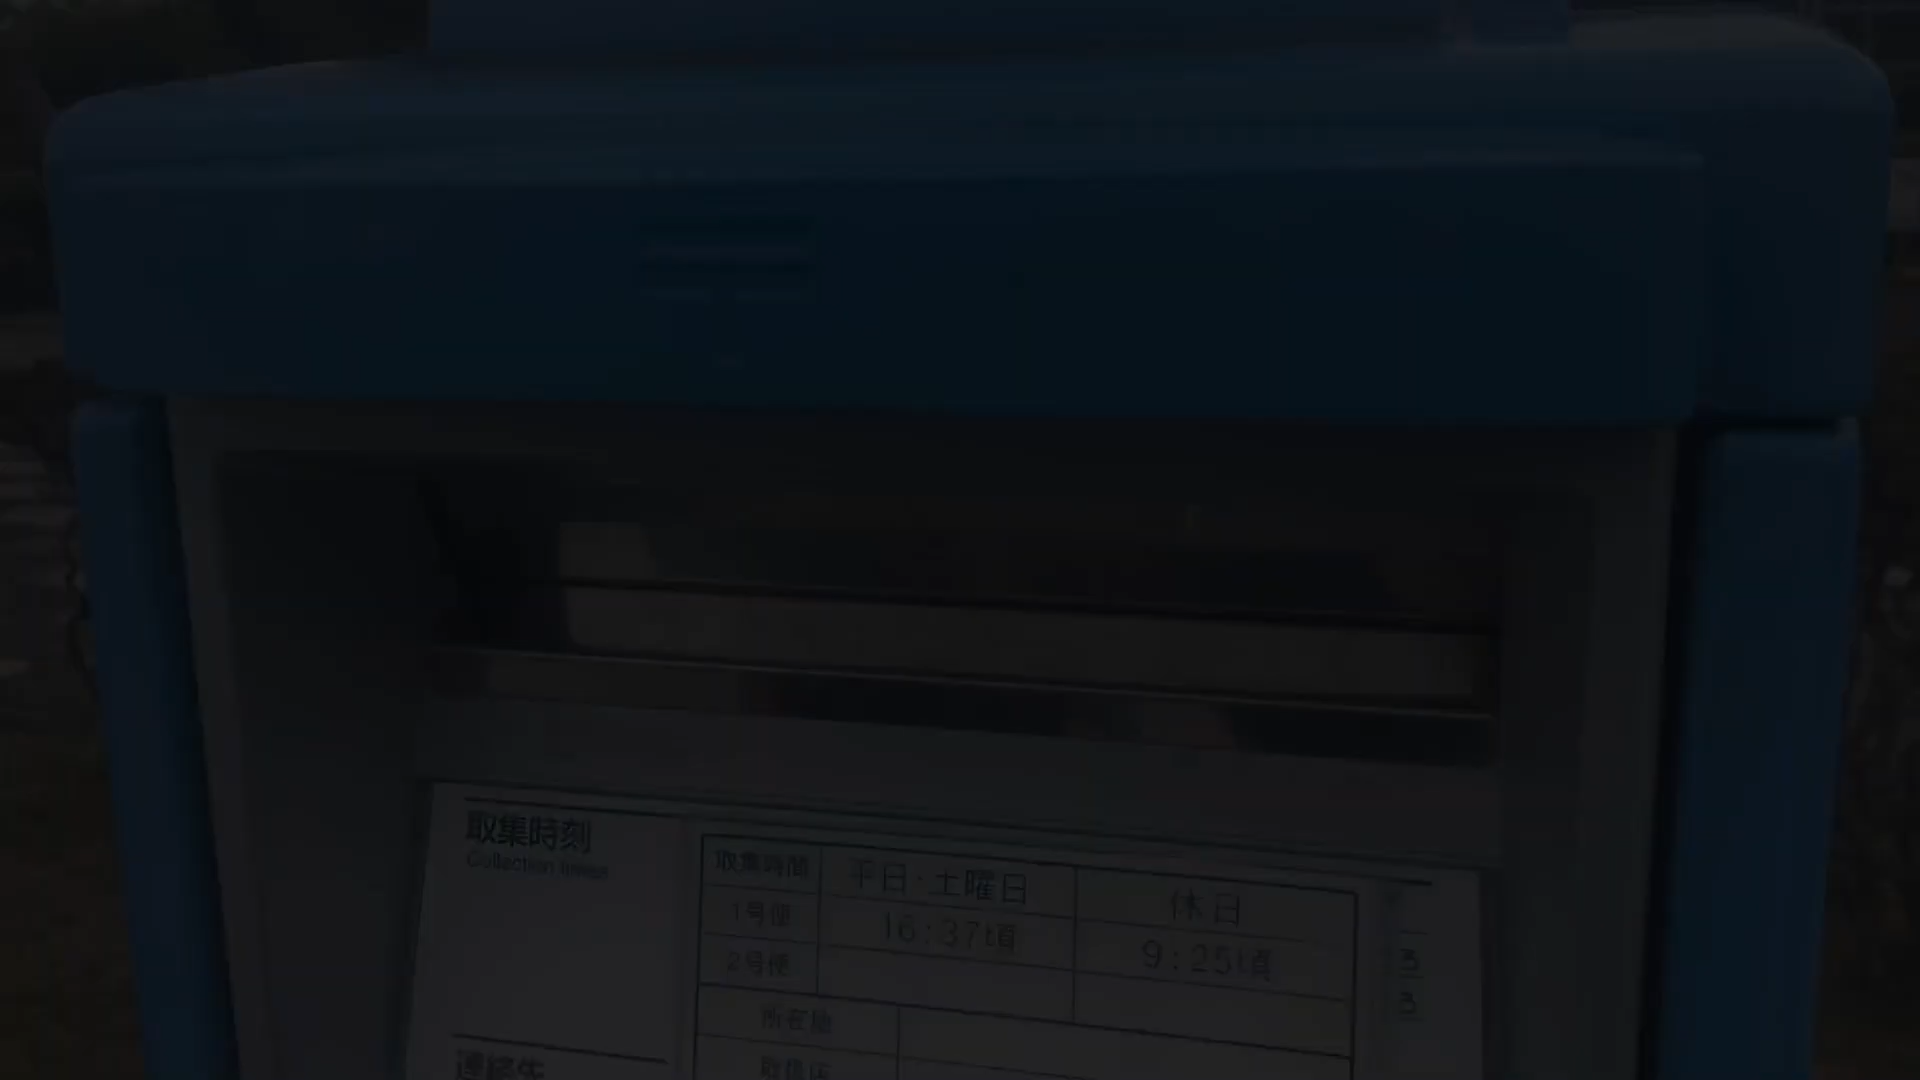 〒
取集時刻
Collection times
取集時間 平日·土曜日 休日
1号便 16:37頃 9:25頃
2号便
所在地
連絡先